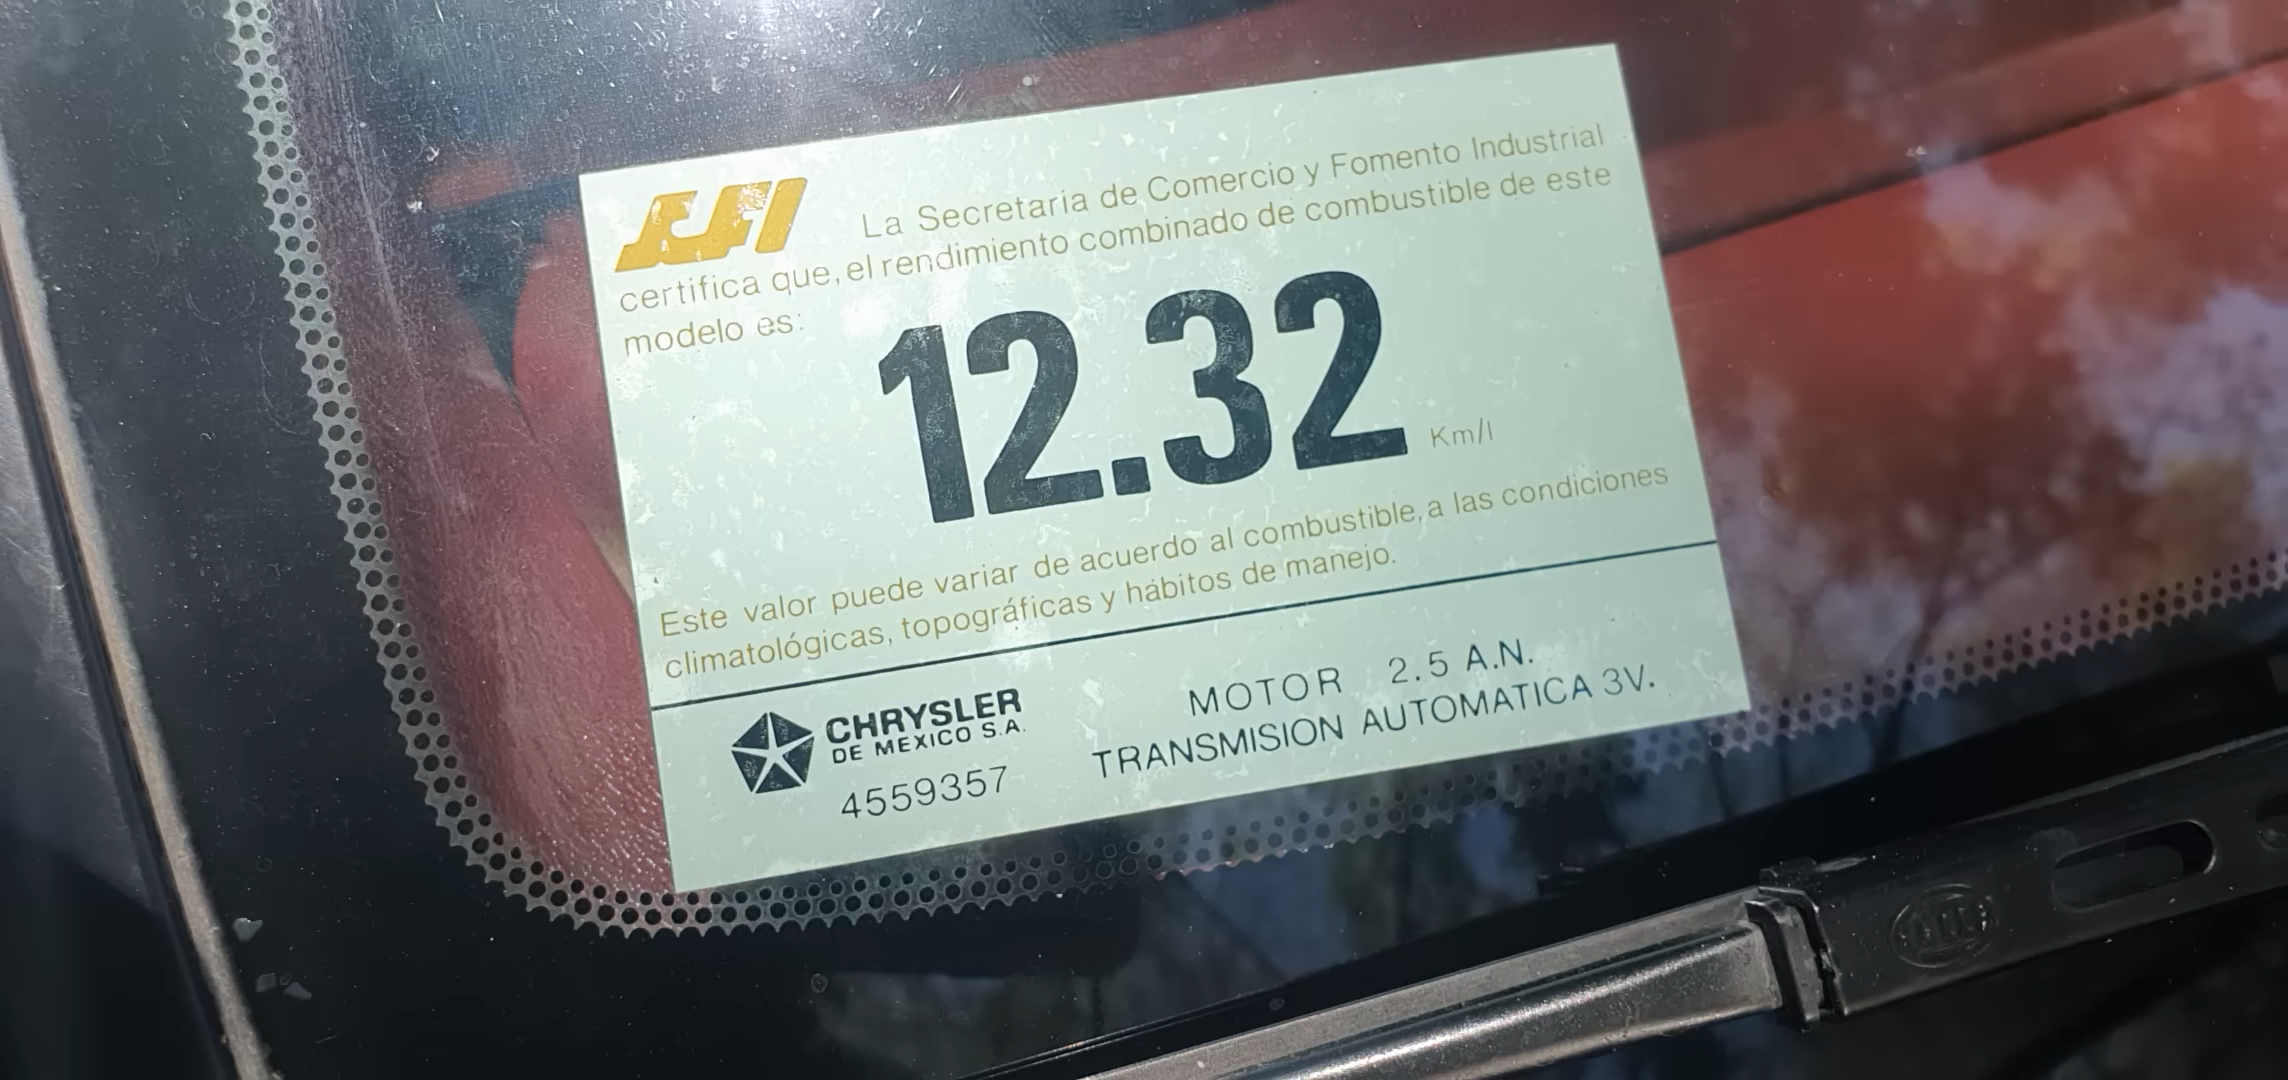 La Secretaria de Comercio y Fomento Industrial
certifica que, el rendimiento combinado de combustible de este
modelo es:
12.32 Km/l
Este valor puede variar de acuerdo al combustible, a las condiciones
climatológicas, topográficas y hábitos de manejo.
CHRYSLER
DE MEXICO S.A.
4559357
MOTOR 2.5 A.N.
TRANSMISION AUTOMATICA 3V.